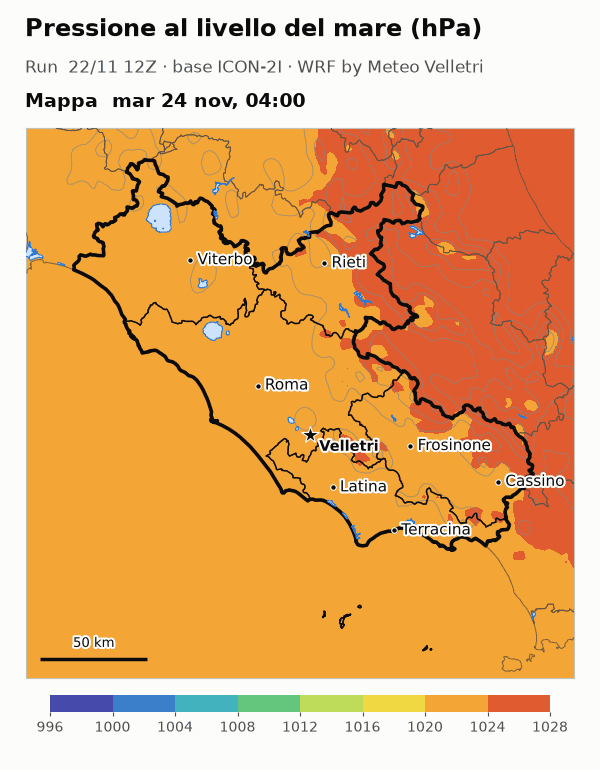 Pressione al livello del mare (hPa)
Run  22/11 12Z · base ICON-2I · WRF by Meteo Velletri
Mappa  mar 24 nov, 04:00
Viterbo
Rieti
Roma
Velletri
Frosinone
Latina
Cassino
Terracina
50 km
996 1000 1004 1008 1012 1016 1020 1024 1028